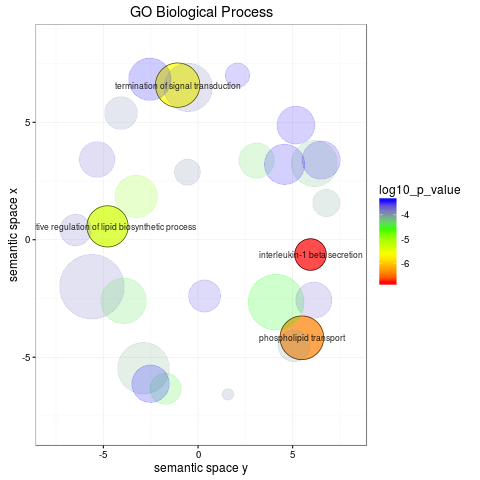 GO Biological Process
termination of signal transduction
tive regulation of lipid biosynthetic process
interleukin-1 beta secretion
phospholipid transport
5
0
-5
-5
0
5
semantic space x
semantic space y
log10_p_value
-4
-5
-6